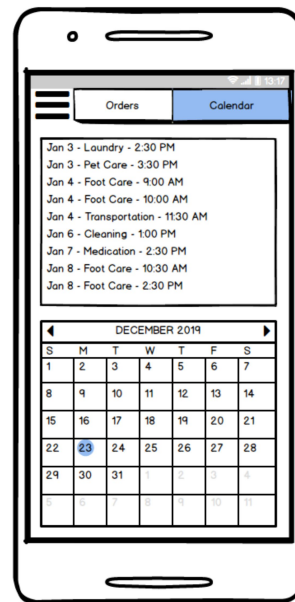 13:17
Orders Calendar
Jan 3 - Laundry - 2:30 PM
Jan 3 - Pet Care - 3:30 PM
Jan 4 - Foot Care - 9:00 AM
Jan 4 - Foot Care - 10:00 AM
Jan 4 - Transportation - 11:30 AM
Jan 6 - Cleaning - 1:00 PM
Jan 7 - Medication - 2:30 PM
Jan 8 - Foot Care - 10:30 AM
Jan 8 - Foot Care - 2:30 PM
DECEMBER 2019
S M T W T F S
1 2 3 4 5 6 7
8 9 10 11 12 13 14
15 16 17 18 19 20 21
22 23 24 25 26 27 28
29 30 31 1 2 3 4
5 6 7 8 9 10 11